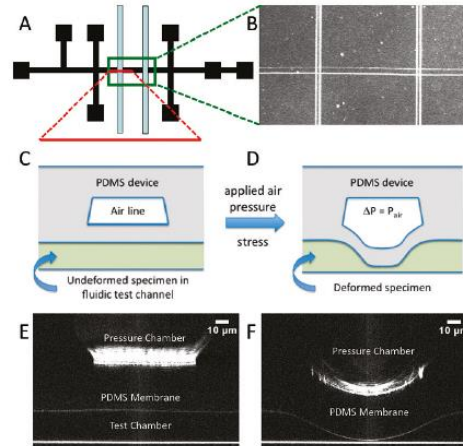 A
B
C
D
PDMS device
Air line
applied air
pressure
stress
PDMS device
ΔP = P_air
Undeformed specimen in
fluidic test channel
Deformed specimen
E
10 μm
Pressure Chamber
PDMS Membrane
Test Chamber
F
10 μm
Pressure Chamber
PDMS Membrane